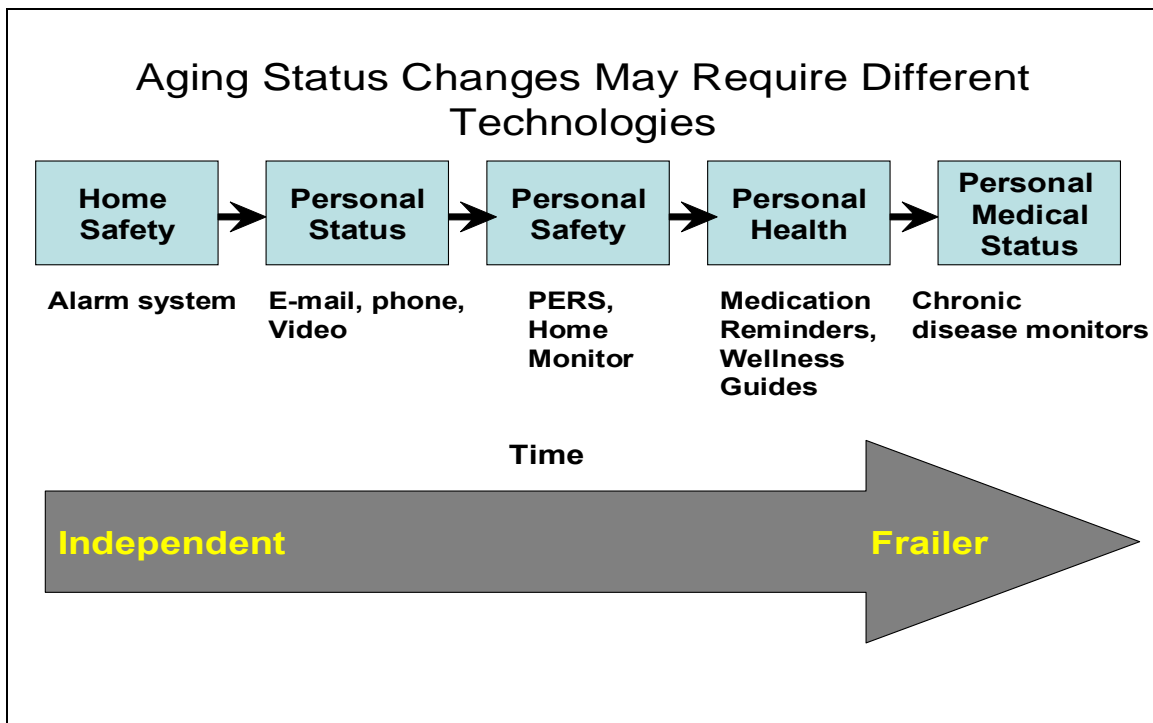 Aging Status Changes May Require Different
Technologies
Home
Safety
Personal
Status
Personal
Safety
Personal
Health
Personal
Medical
Status
Alarm system
E-mail, phone,
Video
PERS,
Home
Monitor
Medication
Reminders,
Wellness
Guides
Chronic
disease monitors
Time
Independent
Frailer